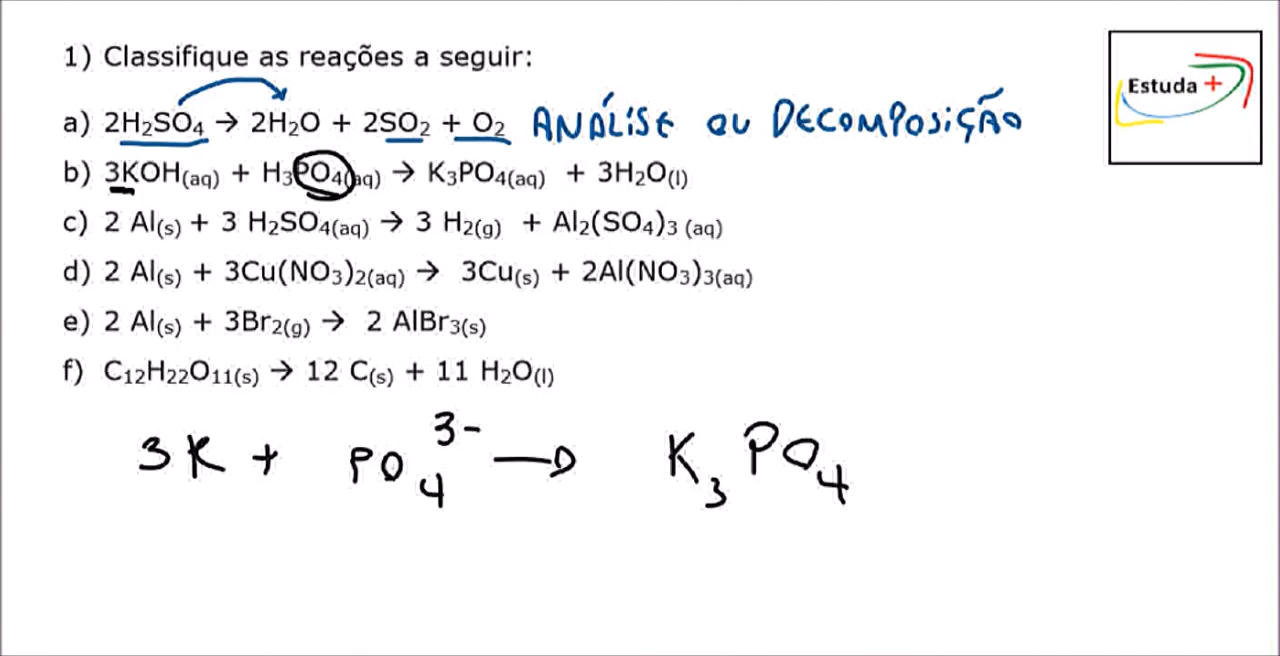 1) Classifique as reações a seguir:
Estuda +
a) 2H₂SO₄ → 2H₂O + 2SO₂ + O₂ ANÁLISE OU DECOMPOSIÇÃO
b) 3KOH(aq) + H₃PO₄(aq) → K₃PO₄(aq) + 3H₂O(l)
c) 2 Al(s) + 3 H₂SO₄(aq) → 3 H₂(g) + Al₂(SO₄)₃ (aq)
d) 2 Al(s) + 3Cu(NO₃)₂(aq) → 3Cu(s) + 2Al(NO₃)₃(aq)
e) 2 Al(s) + 3Br₂(g) → 2 AlBr₃(s)
f) C₁₂H₂₂O₁₁(s) → 12 C(s) + 11 H₂O(l)
3K + PO₄³⁻ → K₃PO₄